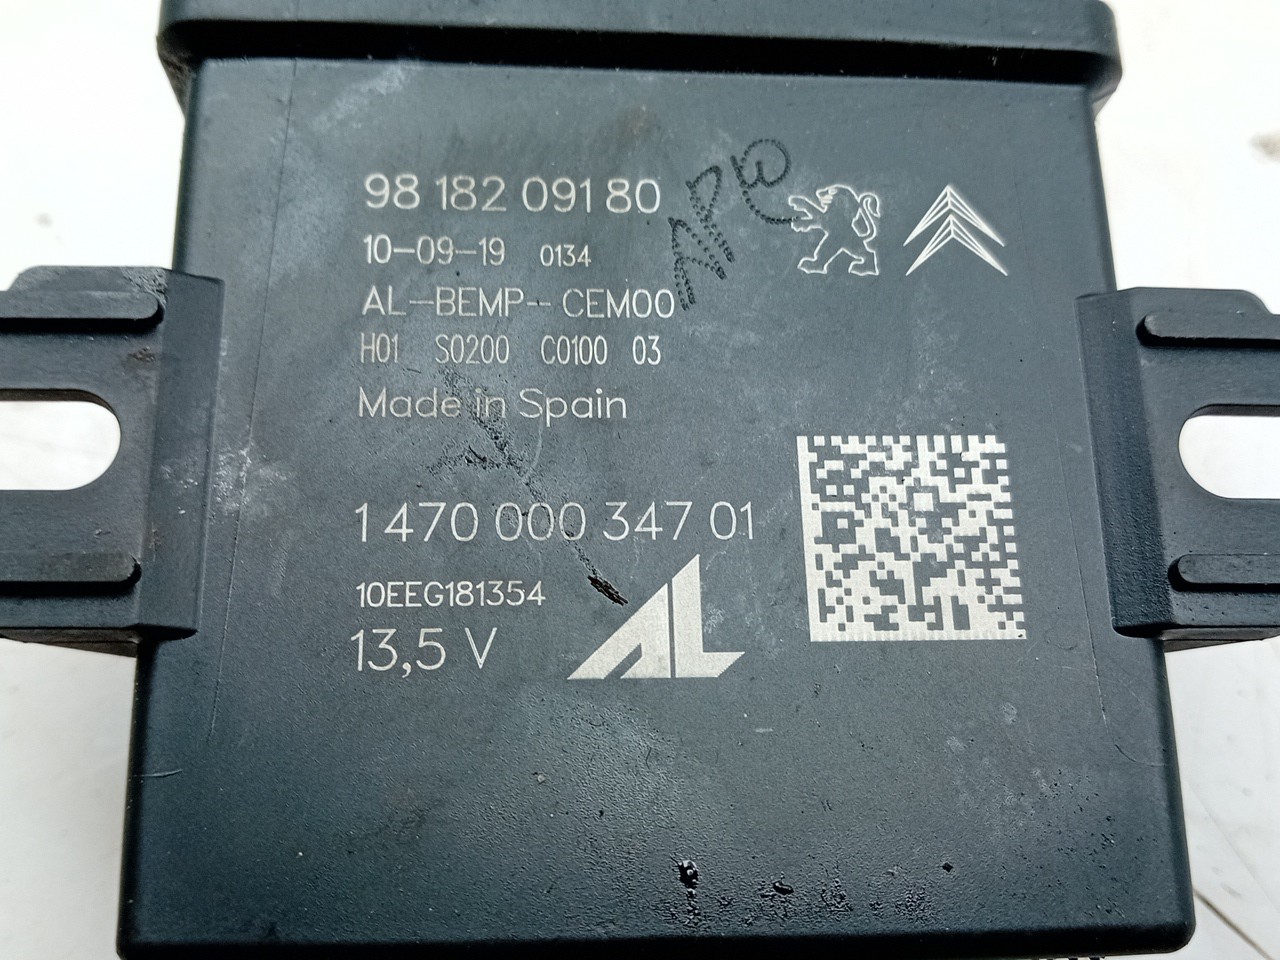 98 182 091 80
10-09-19 0134
AL-BEMP-CEM00
H01 S0200 C0100 03
Made in Spain
1 470 000 347 01
10EEG181354
13,5 V
AL